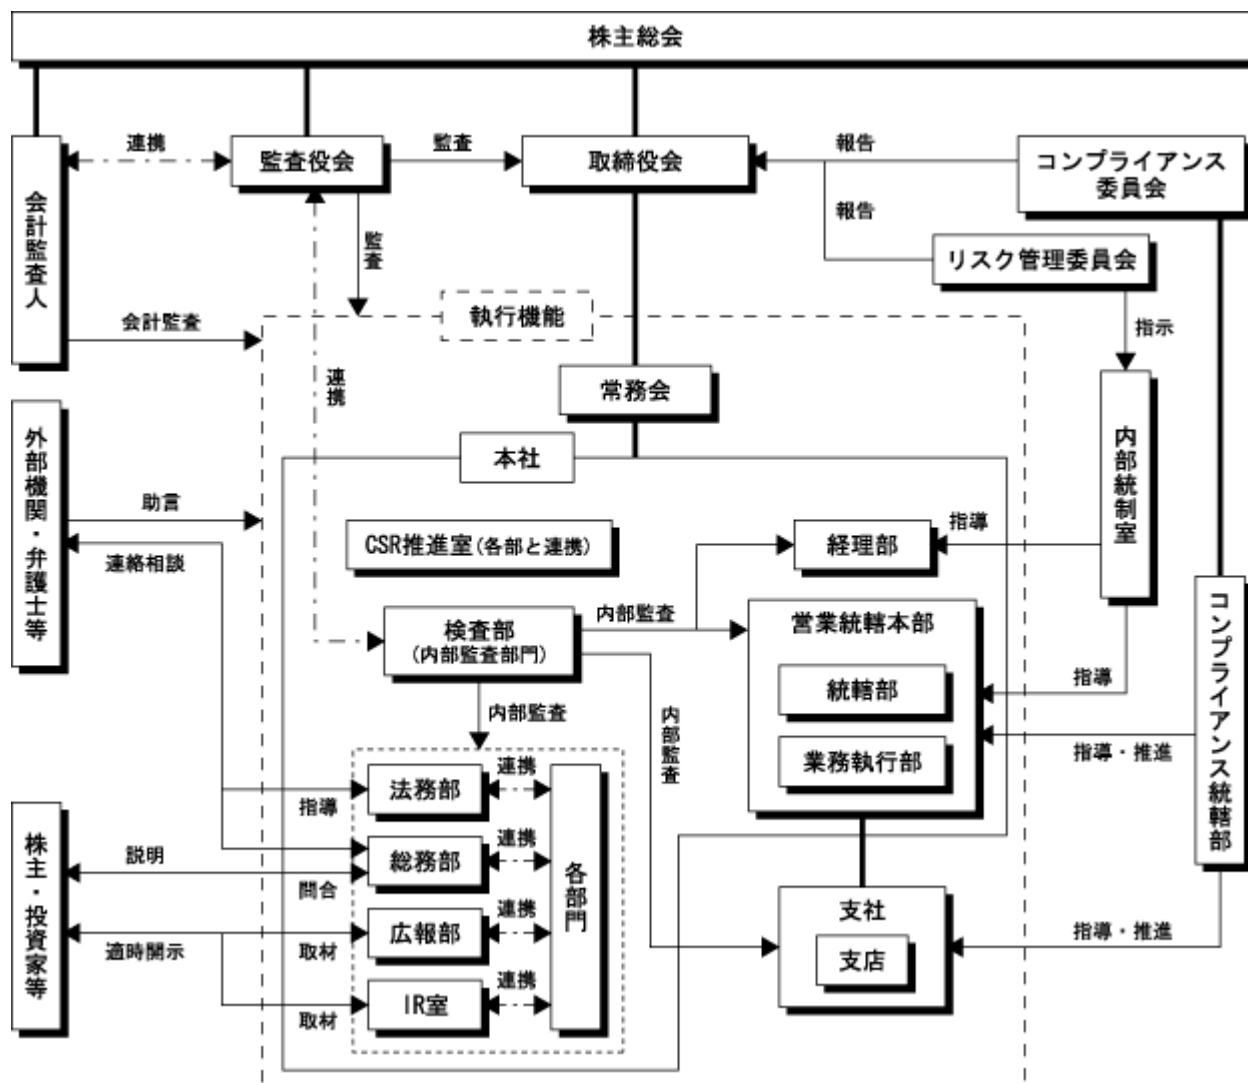 株主総会
連携
監査役会
監査
取締役会
報告
コンプライアンス
委員会
会計監査人
監査
報告
リスク管理委員会
会計監査
執行機能
指示
連携
常務会
外部機関・弁護士等
本社
内部統制室
助言
連絡相談
CSR推進室(各部と連携)
経理部
指導
検査部
(内部監査部門)
内部監査
営業統轄本部
コンプライアンス統轄部
統轄部
指導
内部監査
内部監査
業務執行部
指導・推進
法務部
連携
指導
各部門
株主・投資家等
説明
総務部
連携
問合
支社
広報部
連携
適時開示
取材
支店
指導・推進
IR室
連携
取材